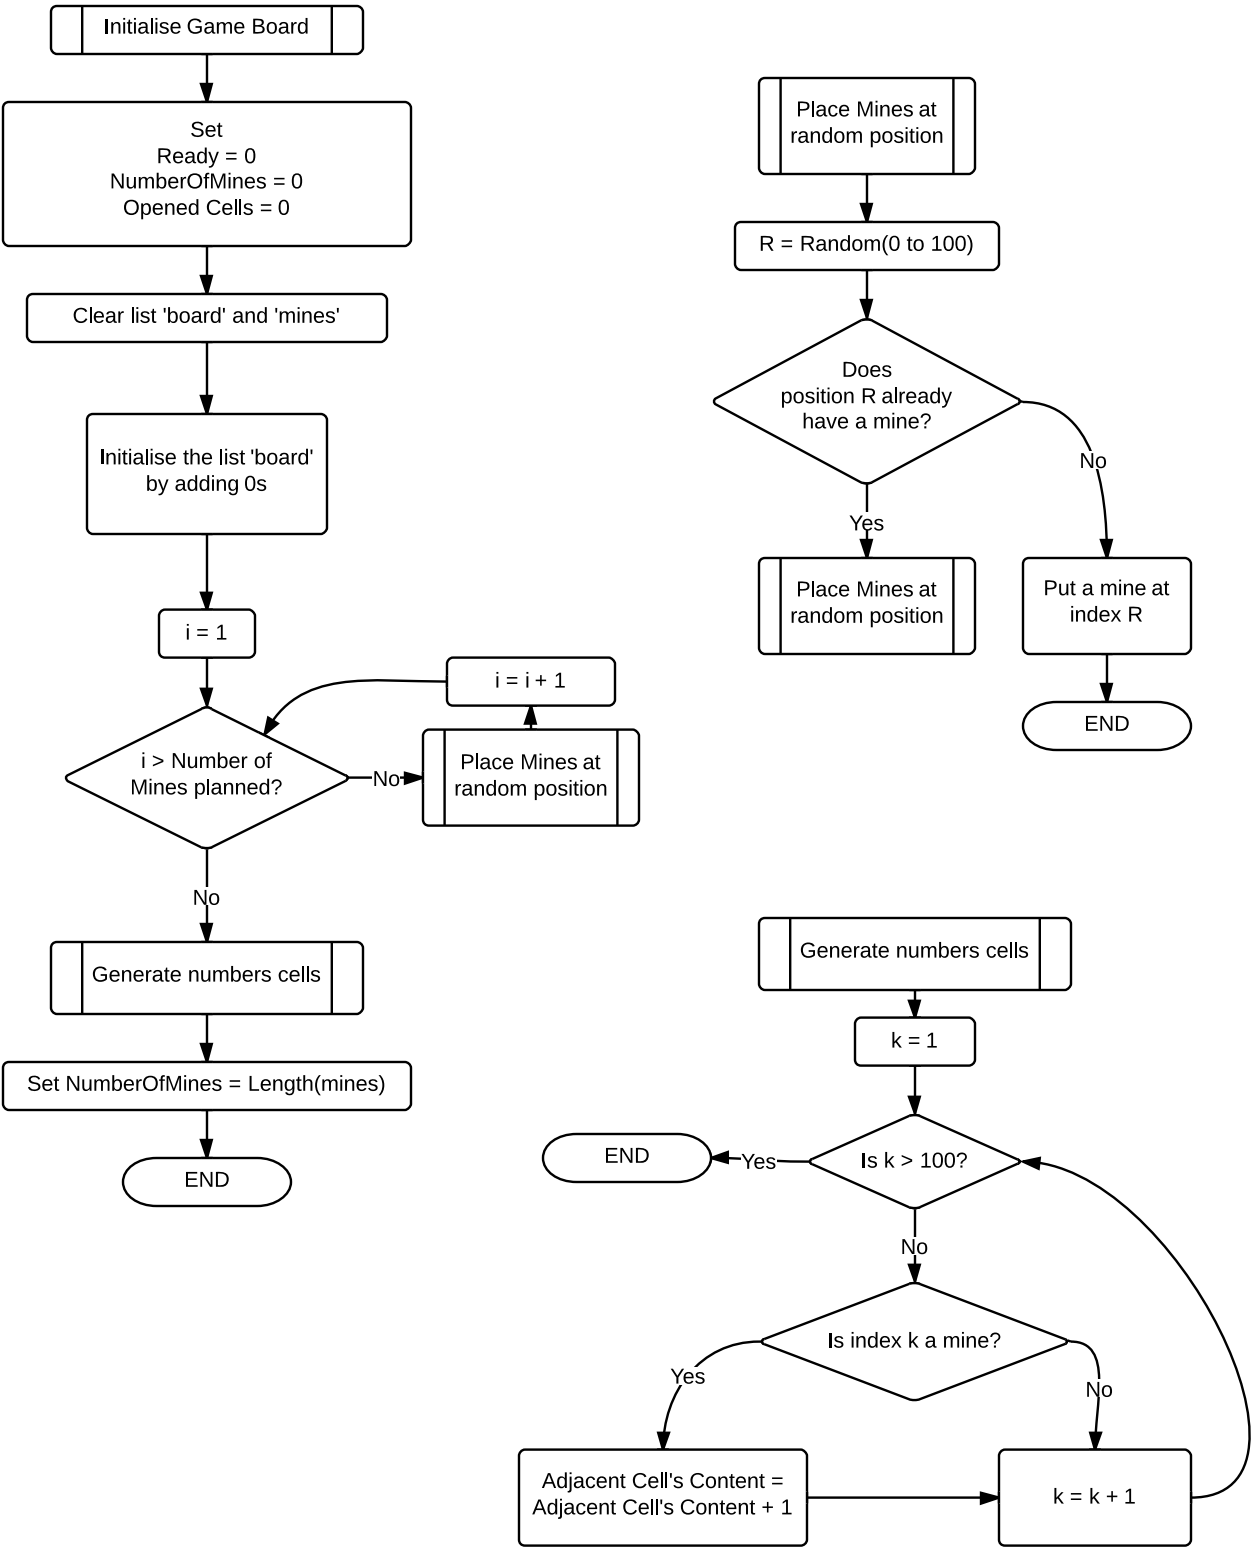 Initialise Game Board
Set
Ready = 0
NumberOfMines = 0
Opened Cells = 0
Clear list 'board' and 'mines'
Initialise the list 'board'
by adding 0s
i = 1
i = i + 1
i > Number of
Mines planned?
No
Place Mines at
random position
No
Generate numbers cells
Set NumberOfMines = Length(mines)
END
Place Mines at
random position
R = Random(0 to 100)
Does
position R already
have a mine?
No
Yes
Place Mines at
random position
Put a mine at
index R
END
Generate numbers cells
k = 1
Is k > 100?
Yes
END
No
Is index k a mine?
Yes
No
Adjacent Cell's Content =
Adjacent Cell's Content + 1
k = k + 1